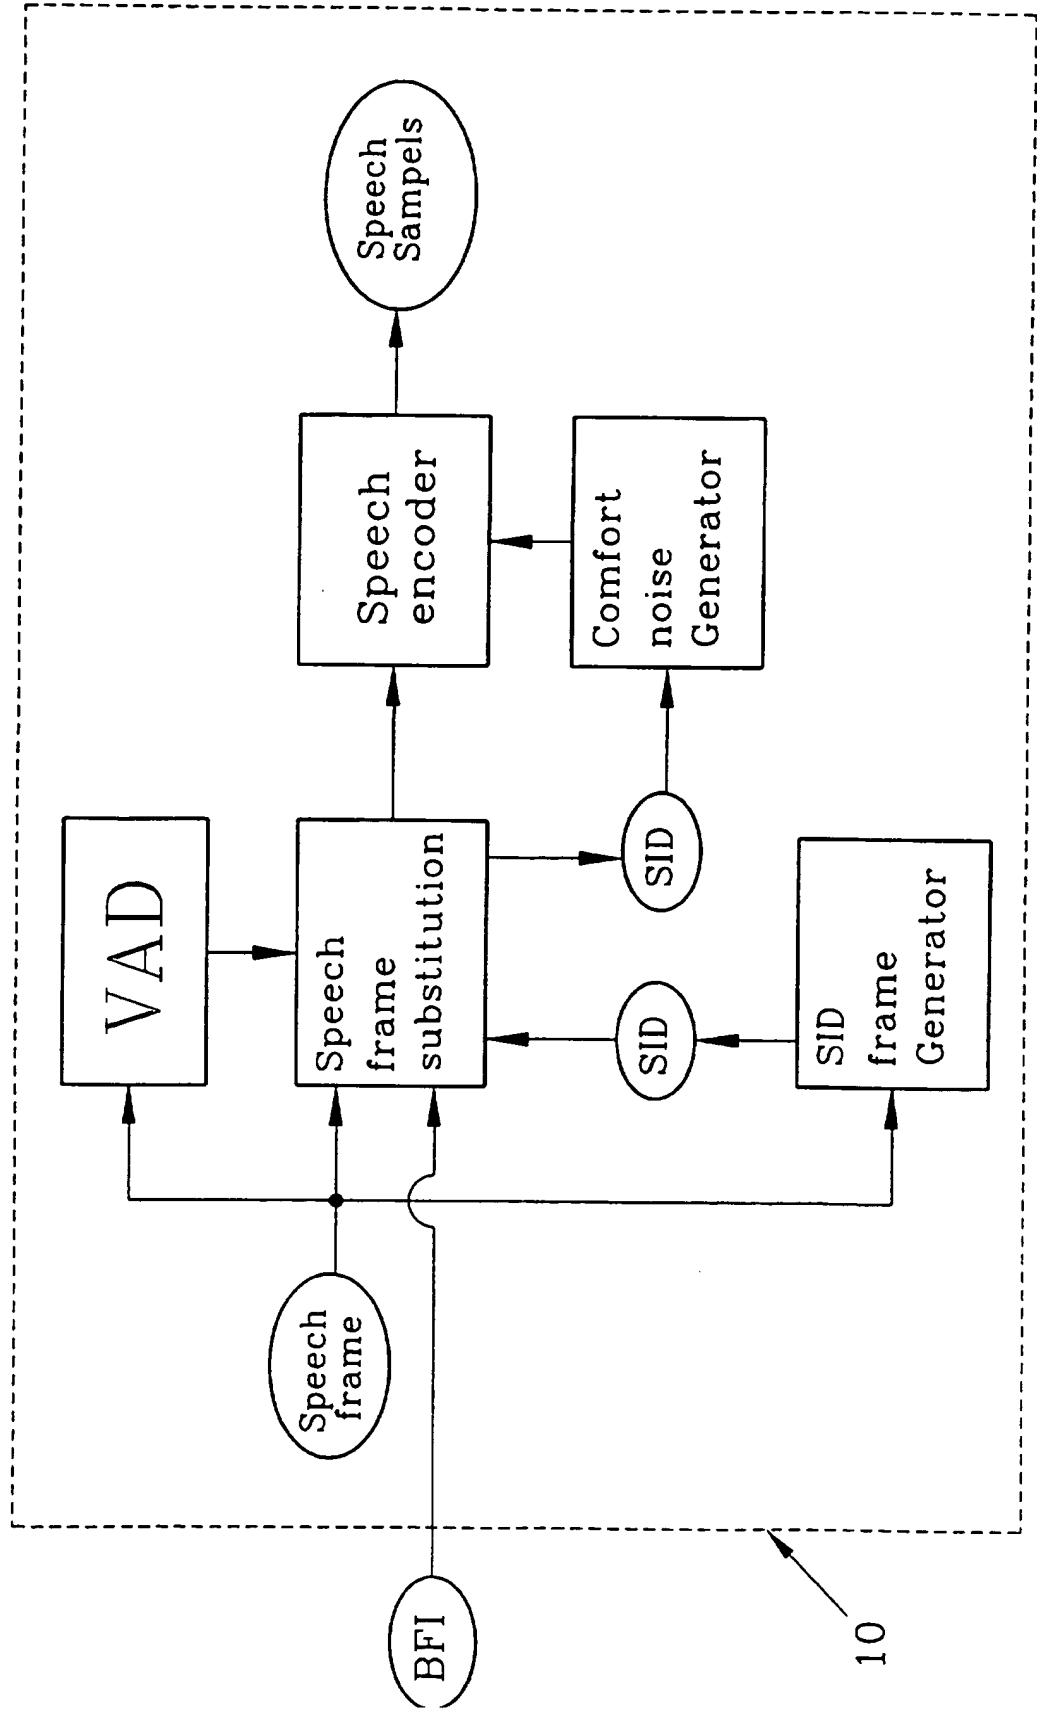 VAD
Speech
frame
Speech
frame
substitution
Speech
encoder
Speech
Sampels
BFI
SID
SID
Comfort
noise
Generator
SID
frame
Generator
10